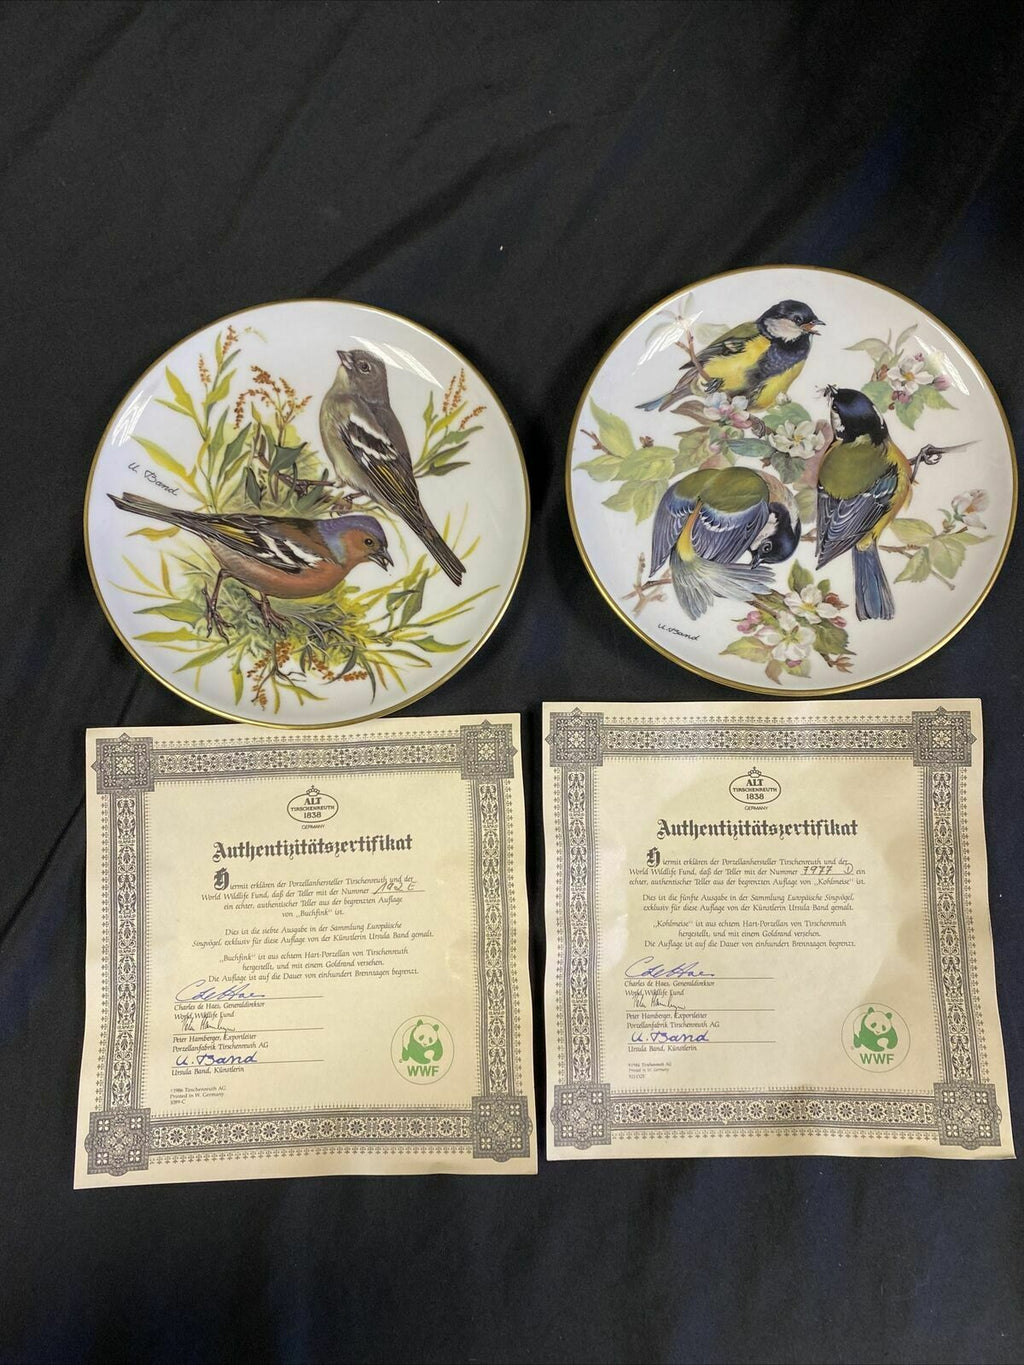 U. Band
U. Band
ALT
TIRSCHENREUTH
1838
GERMANY
Authentizitätszertifikat
Hiermit erklären der Porzellanhersteller Tirschenreuth und der
World Wildlife Fund, daß der Teller mit der Nummer 192 E
ein echter, authentischer Teller aus der begrenzten Auflage
von „Buchfink" ist.
Dies ist die siebte Ausgabe in der Sammlung Europäische
Singvögel, exklusiv für diese Auflage von der Künstlerin Ursula Band gemalt.
„Buchfink" ist aus echtem Hart-Porzellan von Tirschenreuth
hergestellt, und mit einem Goldrand versehen.
Die Auflage ist auf die Dauer von einhundert Brenntagen begrenzt.
Charles de Haes, Generaldirektor
World Wildlife Fund
Peter Hamberger, Exportleiter
Porzellanfabrik Tirschenreuth AG
U. Band
Ursula Band, Künstlerin
©1986 Tirschenreuth AG
Printed in W. Germany
1099-C
WWF
ALT
TIRSCHENREUTH
1838
GERMANY
Authentizitätszertifikat
Hiermit erklären der Porzellanhersteller Tirschenreuth und der
World Wildlife Fund, daß der Teller mit der Nummer 7977 D ein
echter, authentischer Teller aus der begrenzten Auflage von „Kohlmeise" ist.
Dies ist die fünfte Ausgabe in der Sammlung Europäische Singvögel,
exklusiv für diese Auflage von der Künstlerin Ursula Band gemalt.
„Kohlmeise" ist aus echtem Hart-Porzellan von Tirschenreuth
hergestellt, und mit einem Goldrand versehen.
Die Auflage ist auf die Dauer von einhundert Brenntagen begrenzt.
Charles de Haes, Generaldirektor
World Wildlife Fund
Peter Hamberger, Exportleiter
Porzellanfabrik Tirschenreuth AG
U. Band
Ursula Band, Künstlerin
©1986 Tirschenreuth AG
Printed in W. Germany
WWF